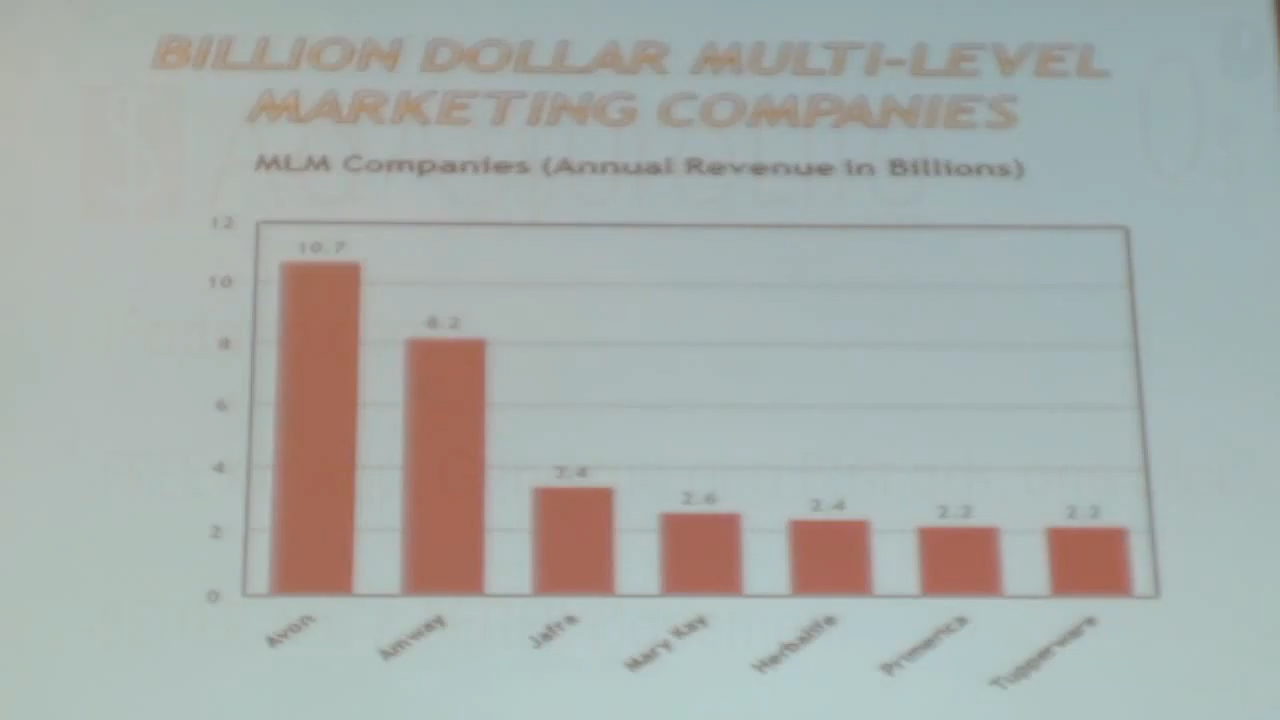 BILLION DOLLAR MULTI-LEVEL
MARKETING COMPANIES
MLM Companies (Annual Revenue in Billions)
12
10.7
10
8.2
8
6
4
2.6
2.4
2.2
2.2
2
0
Avon
Amway
Jafra
Mary Kay
Herbalife
Primerica
Tupperware